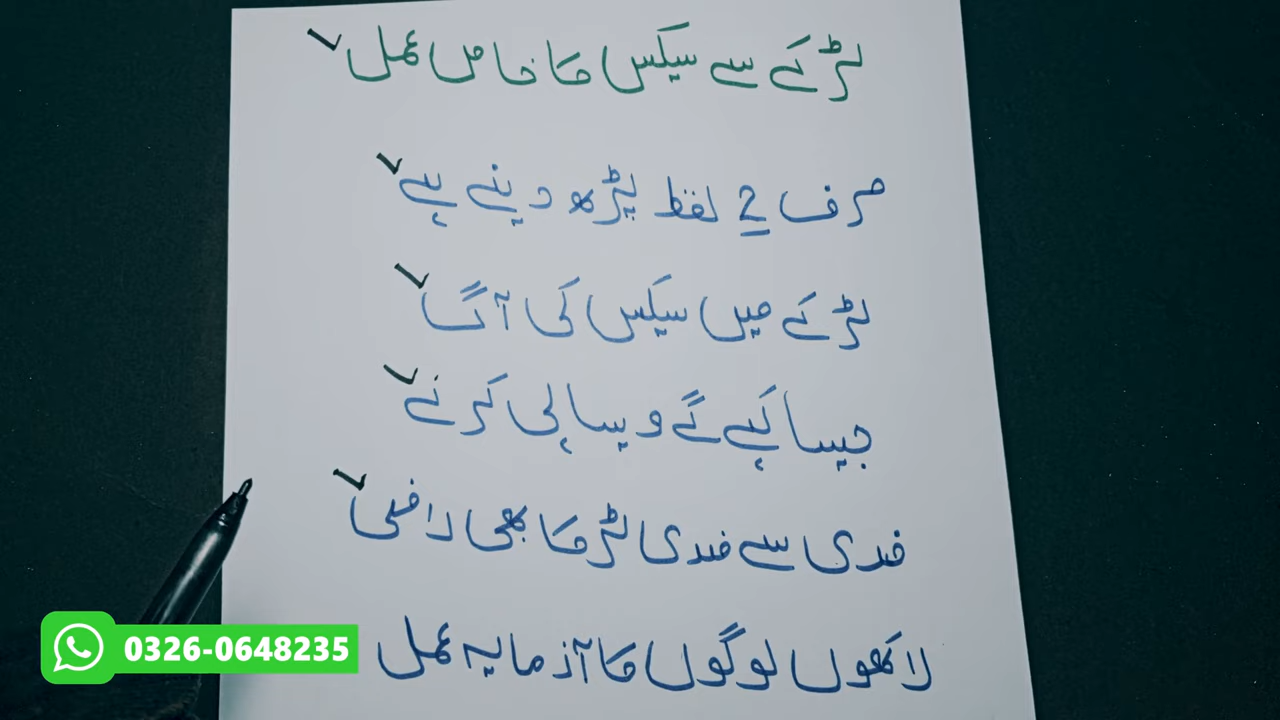 لڑکے سے سیکس کا خاص عمل
صرف 2 لفظ پڑھ دینے ہے
لڑکے میں سیکس کی آگ
جیسا کہے گے ویسا ہی کرنے
ضدی سے ضدی لڑکا بھی راضی
لاکھوں لوگوں کا آزمایہ عمل
0326-0648235